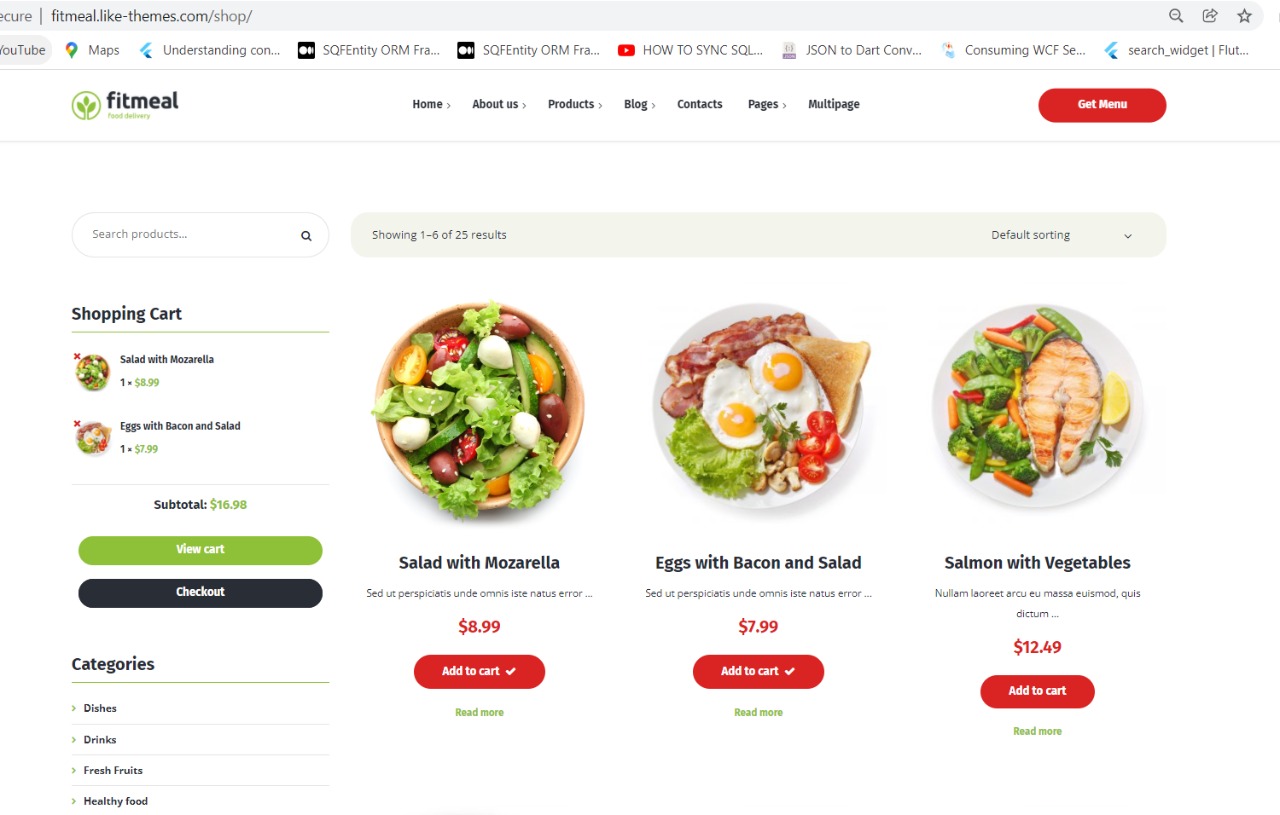 ecure | fitmeal.like-themes.com/shop/
YouTube Maps Understanding con... SQFEntity ORM Fra... SQFEntity ORM Fra... HOW TO SYNC SQL... JSON to Dart Conv... Consuming WCF Se... search_widget | Flut...
fitmeal
food delivery
Home About us Products Blog Contacts Pages Multipage
Get Menu
Search products...
Showing 1–6 of 25 results
Default sorting
Shopping Cart
Salad with Mozarella
1 × $8.99
Eggs with Bacon and Salad
1 × $7.99
Subtotal: $16.98
View cart
Checkout
Categories
Dishes
Drinks
Fresh Fruits
Healthy food
Salad with Mozarella
Sed ut perspiciatis unde omnis iste natus error ...
$8.99
Add to cart
Read more
Eggs with Bacon and Salad
Sed ut perspiciatis unde omnis iste natus error ...
$7.99
Add to cart
Read more
Salmon with Vegetables
Nullam laoreet arcu eu massa euismod, quis
dictum ...
$12.49
Add to cart
Read more